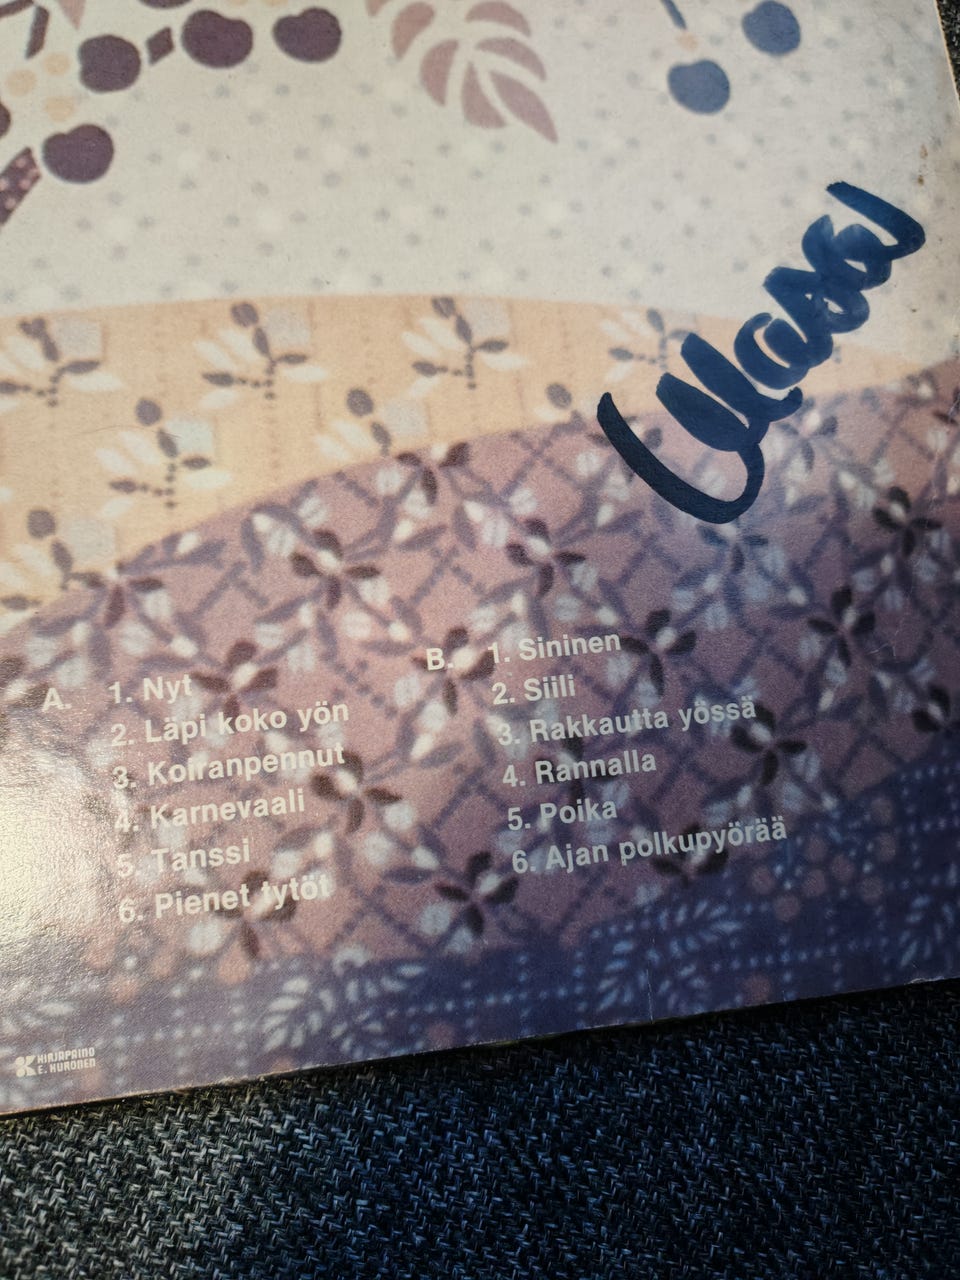 A. 1. Nyt
2. Läpi koko yön
3. Koiranpennut
4. Karnevaali
5. Tanssi
6. Pienet tytöt
B. 1. Sininen
2. Siili
3. Rakkautta yössä
4. Rannalla
5. Poika
6. Ajan polkupyörää
KIRJAPAINO
E. KURONEN